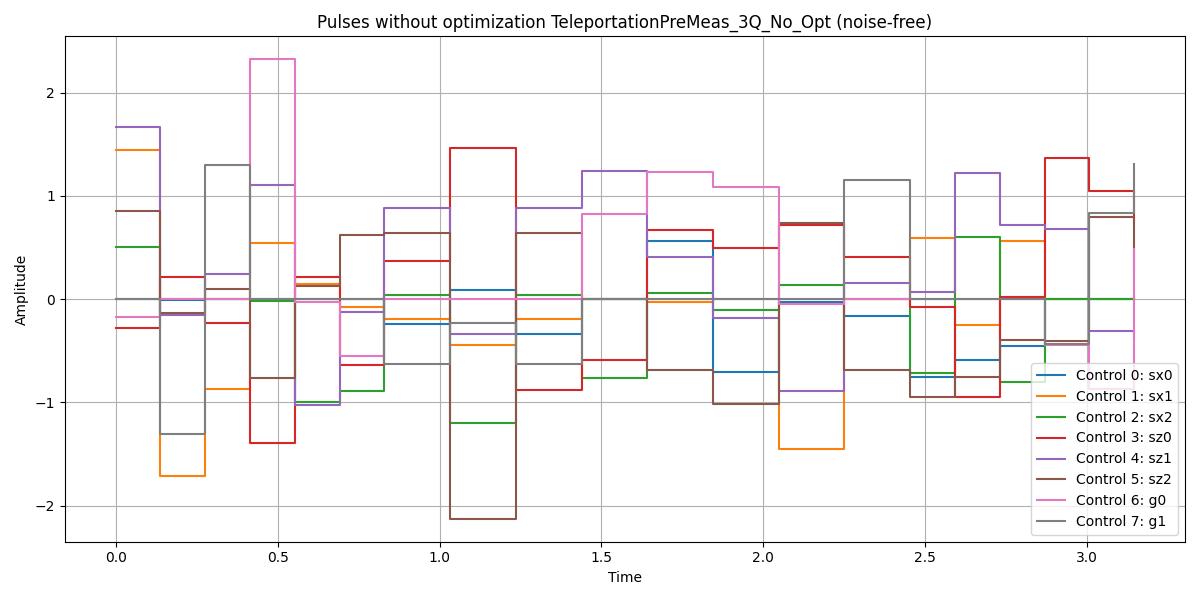 Pulses without optimization TeleportationPreMeas_3Q_No_Opt (noise-free)
Amplitude
2
1
0
−1
−2
0.0 0.5 1.0 1.5 2.0 2.5 3.0
Time
Control 0: sx0
Control 1: sx1
Control 2: sx2
Control 3: sz0
Control 4: sz1
Control 5: sz2
Control 6: g0
Control 7: g1